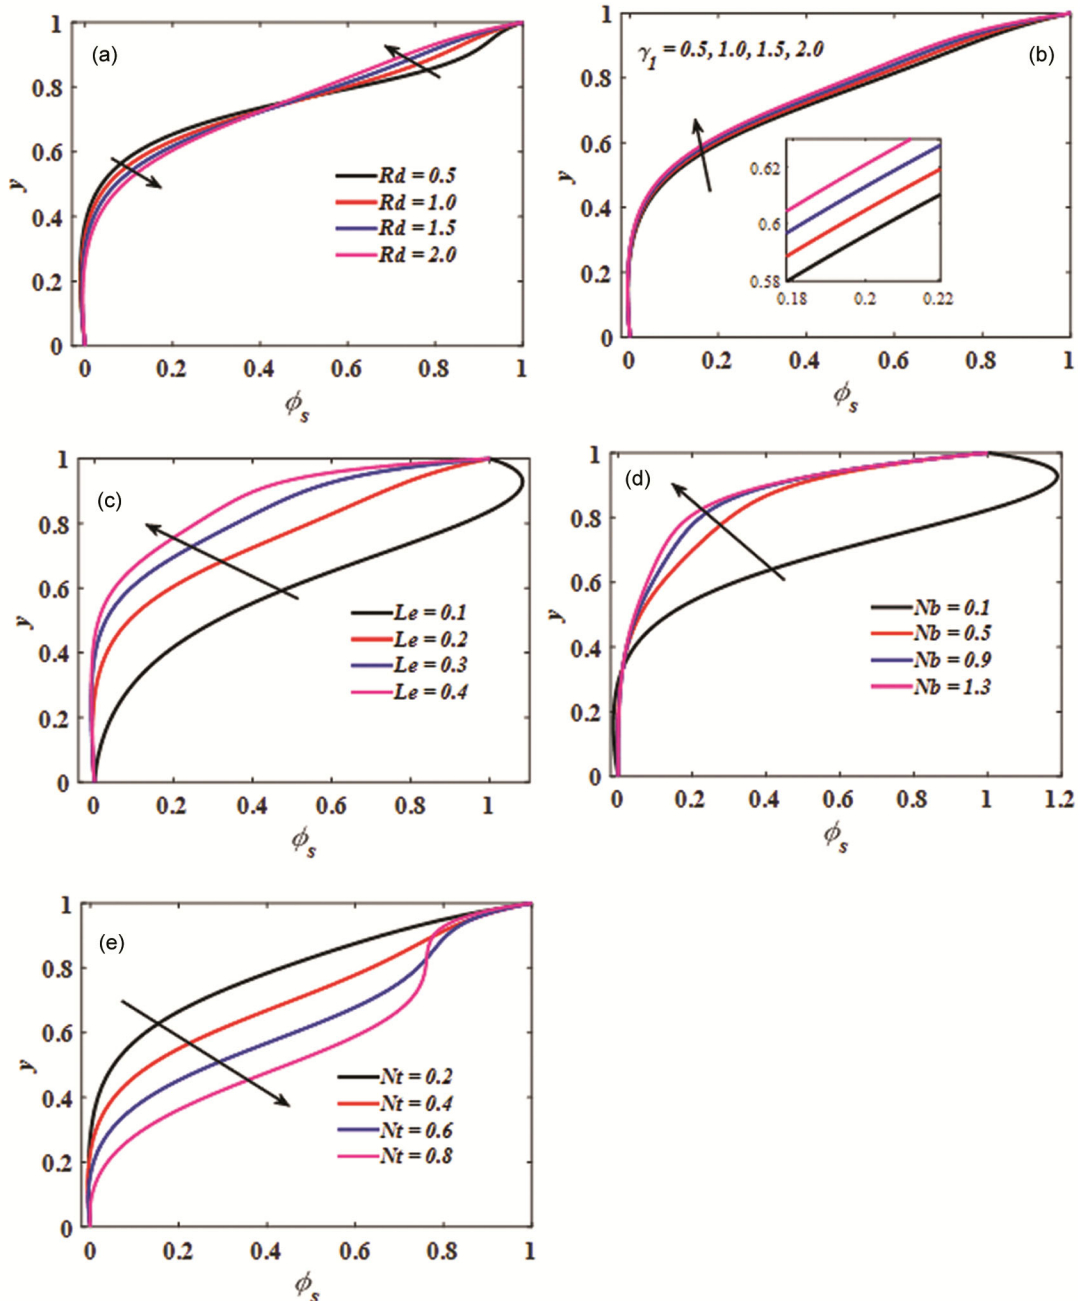 (a)
1
0.8
0.6
0.4
0.2
0
y
Rd = 0.5
Rd = 1.0
Rd = 1.5
Rd = 2.0
0 0.2 0.4 0.6 0.8 1
ϕs
(b)
1
0.8
0.6
0.4
0.2
0
y
γ1 = 0.5, 1.0, 1.5, 2.0
0.62
0.6
0.58
0.18 0.2 0.22
0 0.2 0.4 0.6 0.8 1
ϕs
(c)
1
0.8
0.6
0.4
0.2
0
y
Le = 0.1
Le = 0.2
Le = 0.3
Le = 0.4
0 0.2 0.4 0.6 0.8 1
ϕs
(d)
1
0.8
0.6
0.4
0.2
0
y
Nb = 0.1
Nb = 0.5
Nb = 0.9
Nb = 1.3
0 0.2 0.4 0.6 0.8 1 1.2
ϕs
(e)
1
0.8
0.6
0.4
0.2
0
y
Nt = 0.2
Nt = 0.4
Nt = 0.6
Nt = 0.8
0 0.2 0.4 0.6 0.8 1
ϕs